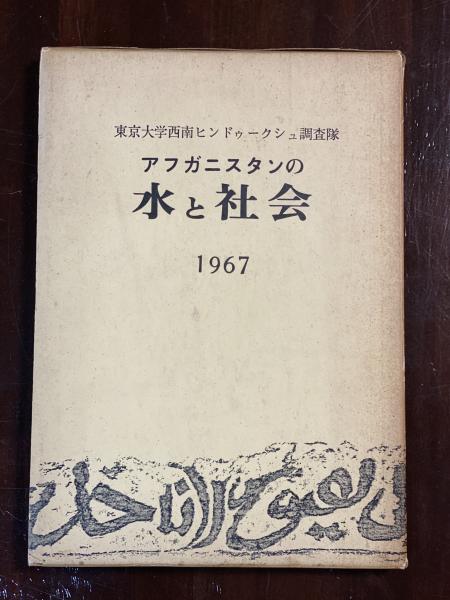 東京大学西南ヒンドゥークシュ調査隊
アフガニスタンの
水と社会
1967